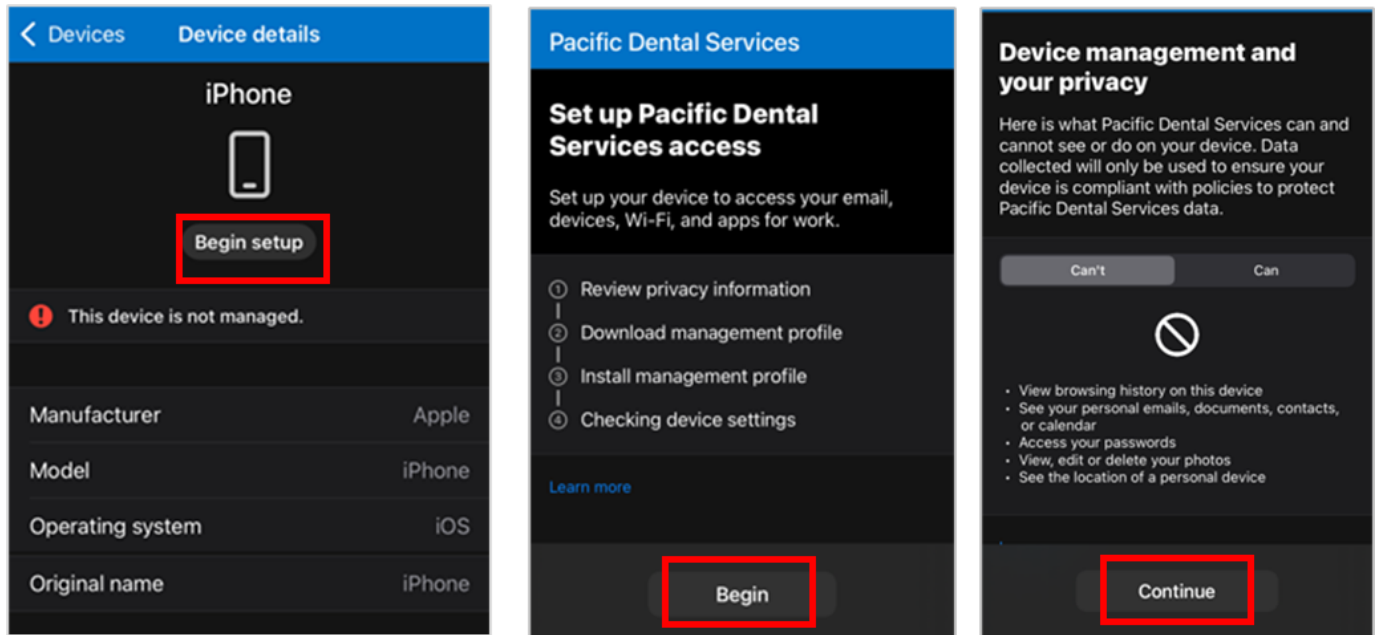 Devices
Device details
iPhone
Begin setup
This device is not managed.
Manufacturer Apple
Model iPhone
Operating system iOS
Original name iPhone
Pacific Dental Services
Set up Pacific Dental
Services access
Set up your device to access your email,
devices, Wi-Fi, and apps for work.
1 Review privacy information
2 Download management profile
3 Install management profile
4 Checking device settings
Learn more
Begin
Device management and
your privacy
Here is what Pacific Dental Services can and
cannot see or do on your device. Data
collected will only be used to ensure your
device is compliant with policies to protect
Pacific Dental Services data.
Can't Can
• View browsing history on this device
• See your personal emails, documents, contacts,
or calendar
• Access your passwords
• View, edit or delete your photos
• See the location of a personal device
Continue